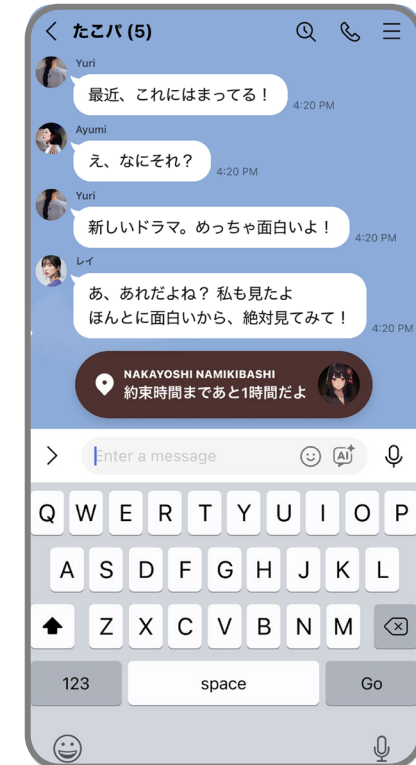 たこパ (5)
Yuri
最近、これにはまってる！
4:20 PM
Ayumi
え、なにそれ？
4:20 PM
Yuri
新しいドラマ。めっちゃ面白いよ！
4:20 PM
レイ
あ、あれだよね？ 私も見たよ
ほんとに面白いから、絶対見てみて！
4:20 PM
NAKAYOSHI NAMIKIBASHI
約束時間まであと1時間だよ
Enter a message
AI
Q W E R T Y U I O P
A S D F G H J K L
Z X C V B N M
123 space Go